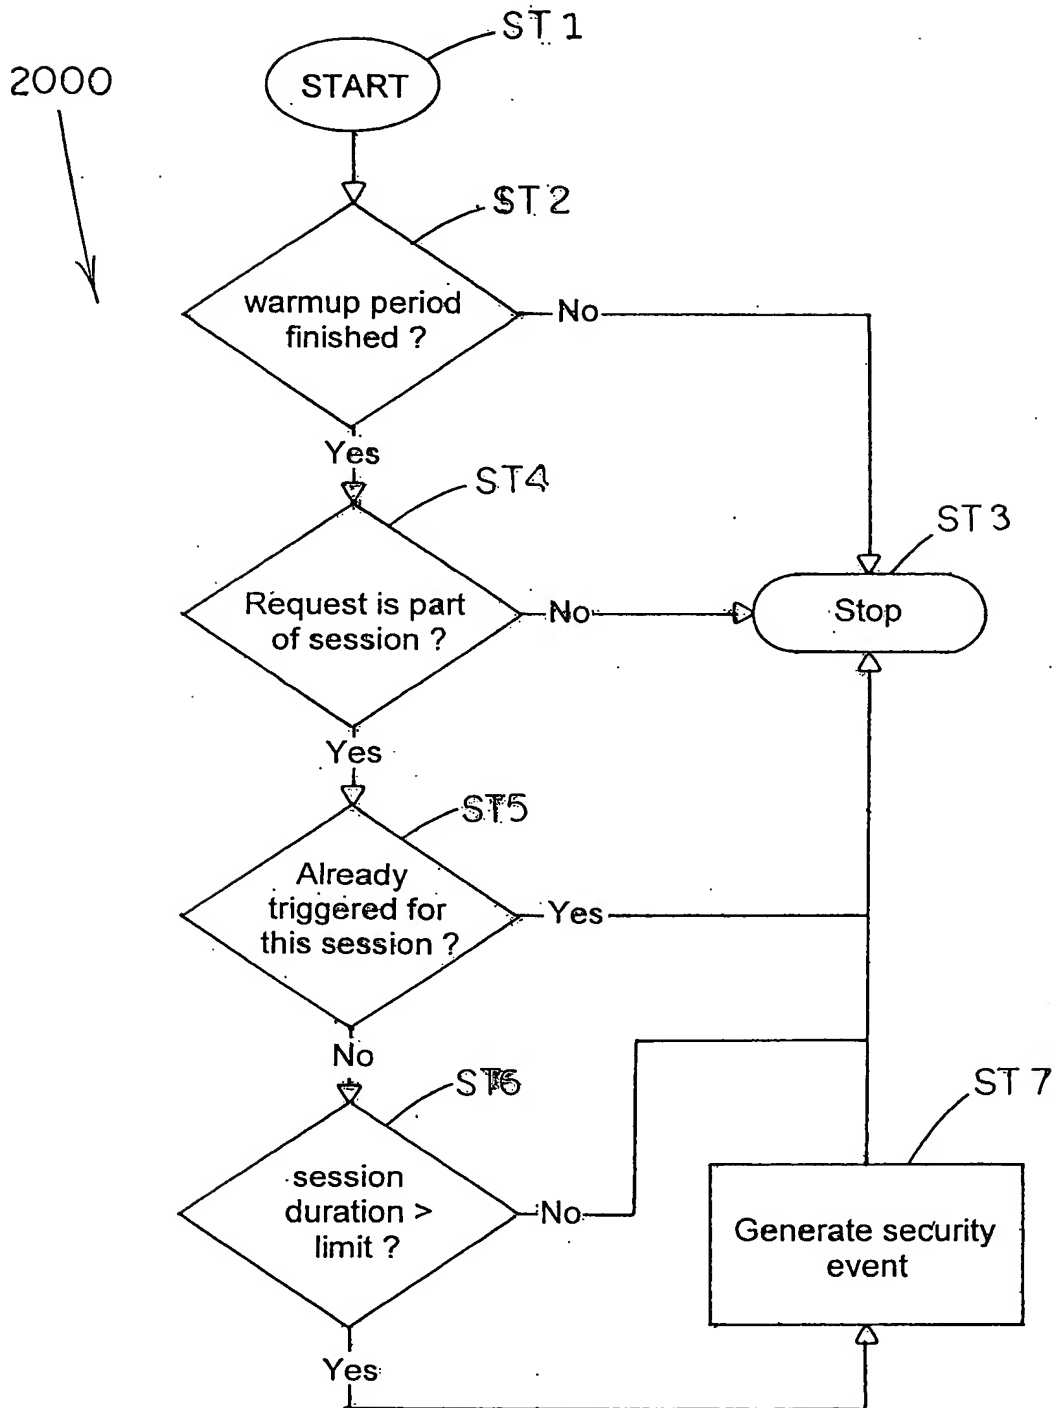 ST 1
2000
START
ST 2
warmup period
finished ?
No
Yes
ST4
ST 3
Request is part
of session ?
No
Stop
Yes
ST5
Already
triggered for
this session ?
Yes
No
ST6
ST 7
session
duration >
limit ?
No
Generate security
event
Yes